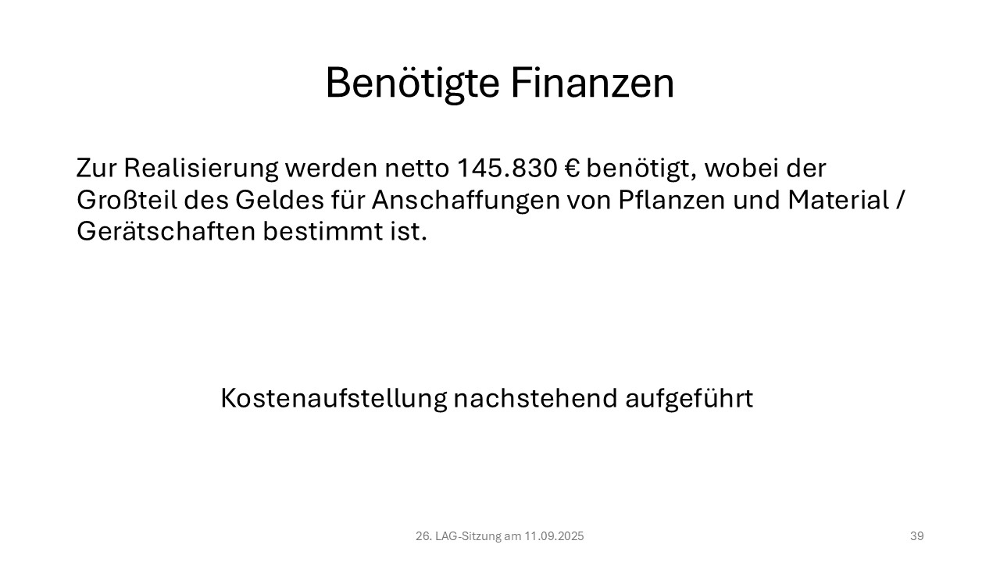 Benötigte Finanzen
Zur Realisierung werden netto 145.830 € benötigt, wobei der
Großteil des Geldes für Anschaffungen von Pflanzen und Material /
Gerätschaften bestimmt ist.
Kostenaufstellung nachstehend aufgeführt
26. LAG-Sitzung am 11.09.2025
39